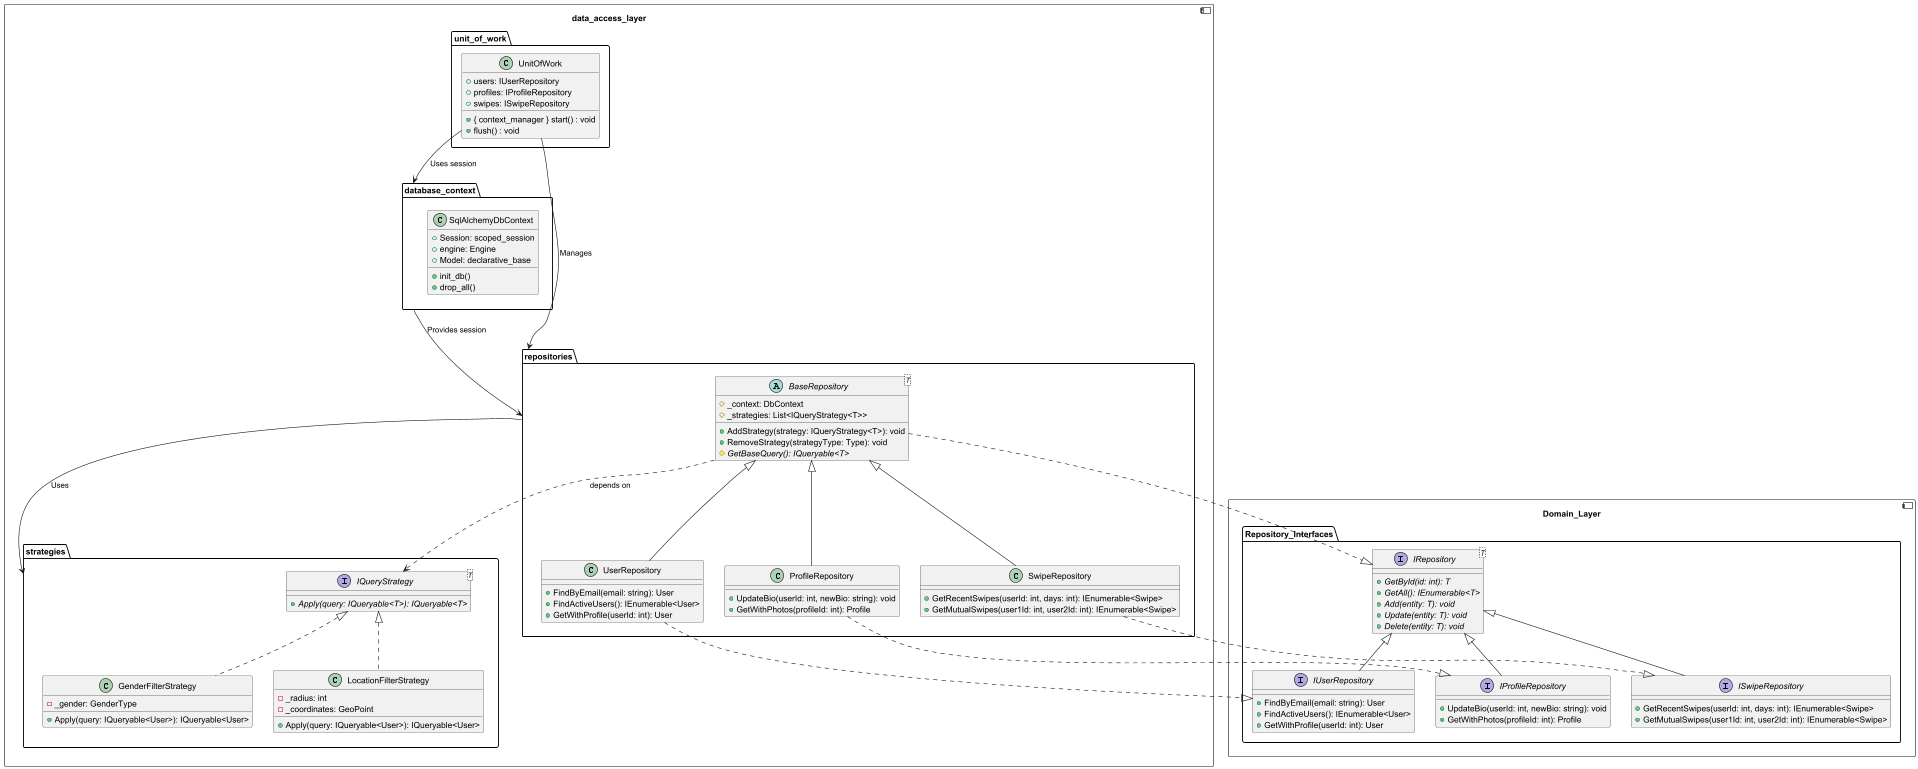 data_access_layer
unit_of_work
C UnitOfWork
users: IUserRepository
profiles: IProfileRepository
swipes: ISwipeRepository
{ context_manager } start() : void
flush() : void
Uses session
Manages
database_context
C SqlAlchemyDbContext
Session: scoped_session
engine: Engine
Model: declarative_base
init_db()
drop_all()
Provides session
repositories
A BaseRepository
T
_context: DbContext
_strategies: List<IQueryStrategy<T>>
AddStrategy(strategy: IQueryStrategy<T>): void
RemoveStrategy(strategyType: Type): void
GetBaseQuery(): IQueryable<T>
Uses
depends on
C UserRepository
FindByEmail(email: string): User
FindActiveUsers(): IEnumerable<User>
GetWithProfile(userId: int): User
C ProfileRepository
UpdateBio(userId: int, newBio: string): void
GetWithPhotos(profileId: int): Profile
C SwipeRepository
GetRecentSwipes(userId: int, days: int): IEnumerable<Swipe>
GetMutualSwipes(user1Id: int, user2Id: int): IEnumerable<Swipe>
strategies
I IQueryStrategy
T
Apply(query: IQueryable<T>): IQueryable<T>
C GenderFilterStrategy
_gender: GenderType
Apply(query: IQueryable<User>): IQueryable<User>
C LocationFilterStrategy
_radius: int
_coordinates: GeoPoint
Apply(query: IQueryable<User>): IQueryable<User>
Domain_Layer
Repository_Interfaces
I IRepository
T
GetById(id: int): T
GetAll(): IEnumerable<T>
Add(entity: T): void
Update(entity: T): void
Delete(entity: T): void
I IUserRepository
FindByEmail(email: string): User
FindActiveUsers(): IEnumerable<User>
GetWithProfile(userId: int): User
I IProfileRepository
UpdateBio(userId: int, newBio: string): void
GetWithPhotos(profileId: int): Profile
I ISwipeRepository
GetRecentSwipes(userId: int, days: int): IEnumerable<Swipe>
GetMutualSwipes(user1Id: int, user2Id: int): IEnumerable<Swipe>